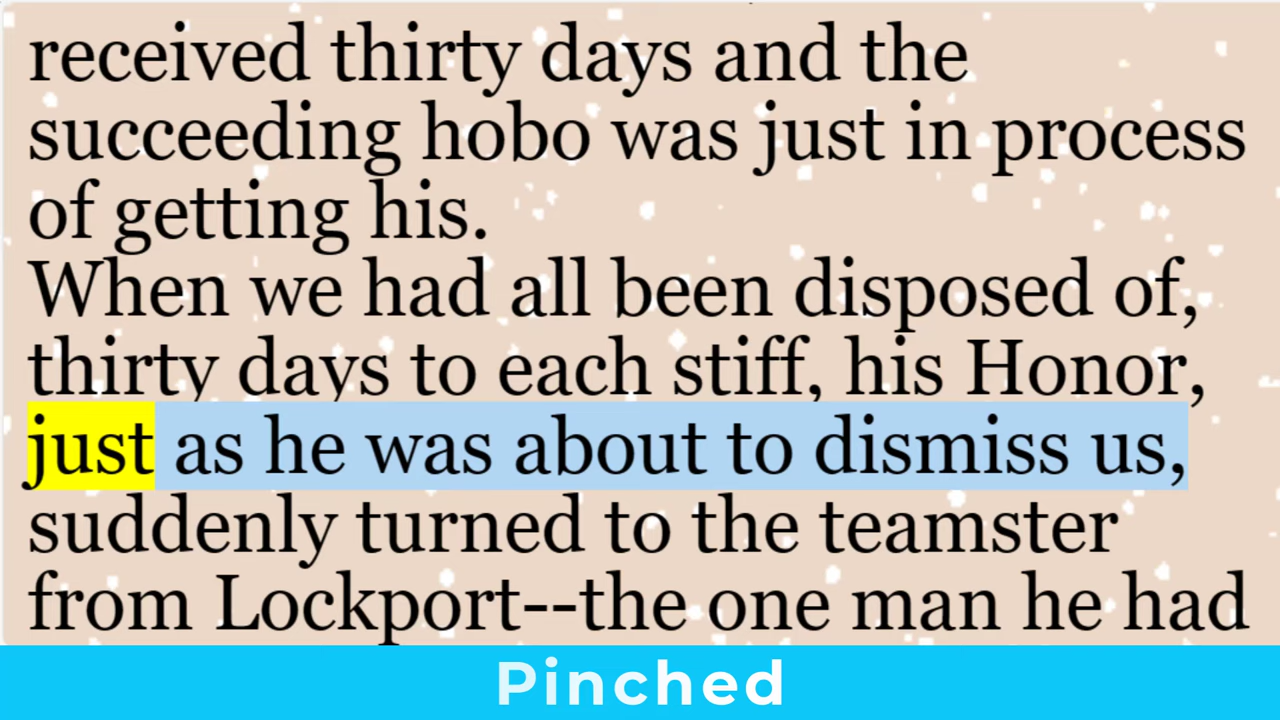 received thirty days and the
succeeding hobo was just in process
of getting his.
When we had all been disposed of,
thirty days to each stiff, his Honor,
just as he was about to dismiss us,
suddenly turned to the teamster
from Lockport--the one man he had
Pinched